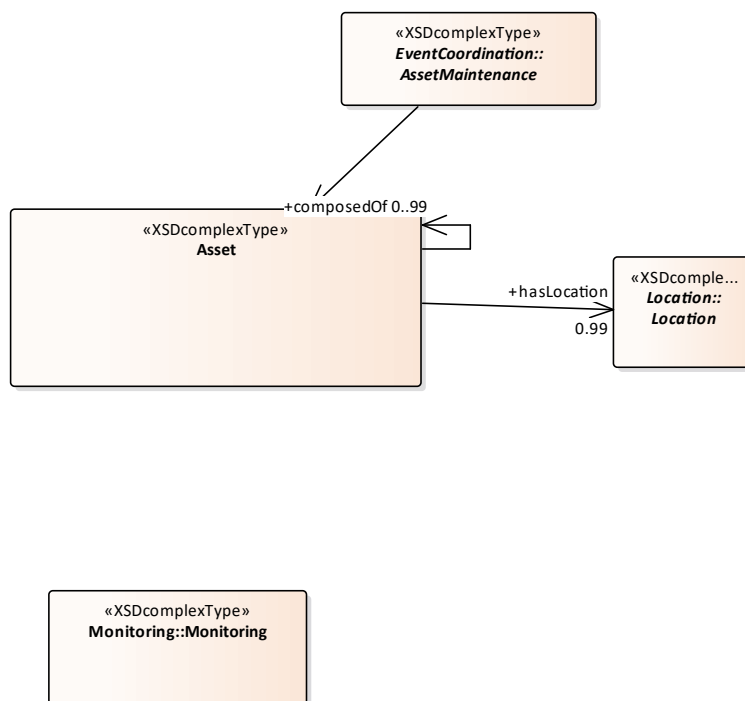 «XSDcomplexType»
EventCoordination::
AssetMaintenance
+composedOf 0..99
«XSDcomplexType»
Asset
+hasLocation
0.99
«XSDcomple...
Location::
Location
«XSDcomplexType»
Monitoring::Monitoring